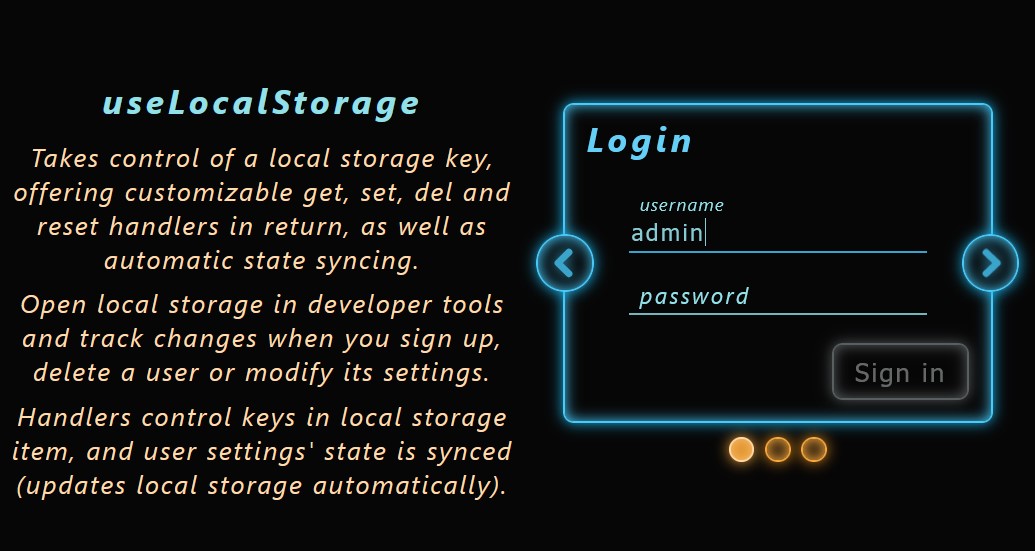 useLocalStorage
Takes control of a local storage key,
offering customizable get, set, del and
reset handlers in return, as well as
automatic state syncing.
Open local storage in developer tools
and track changes when you sign up,
delete a user or modify its settings.
Handlers control keys in local storage
item, and user settings' state is synced
(updates local storage automatically).
Login
username
admin
password
Sign in